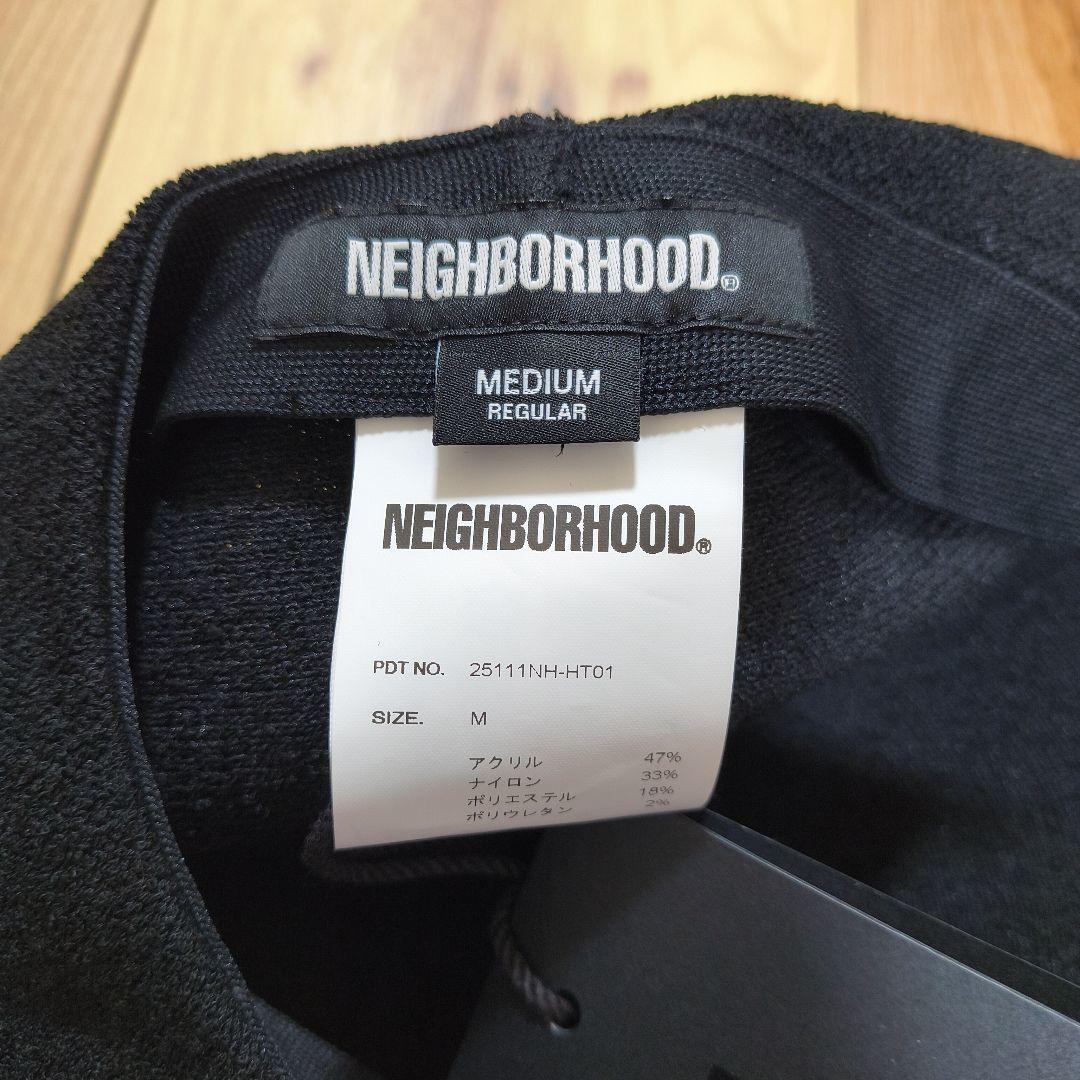 NEIGHBORHOOD.
MEDIUM
REGULAR
NEIGHBORHOOD.®
PDT NO. 25111NH-HT01
SIZE. M
アクリル 47%
ナイロン 33%
ポリエステル 18%
ポリウレタン 2%